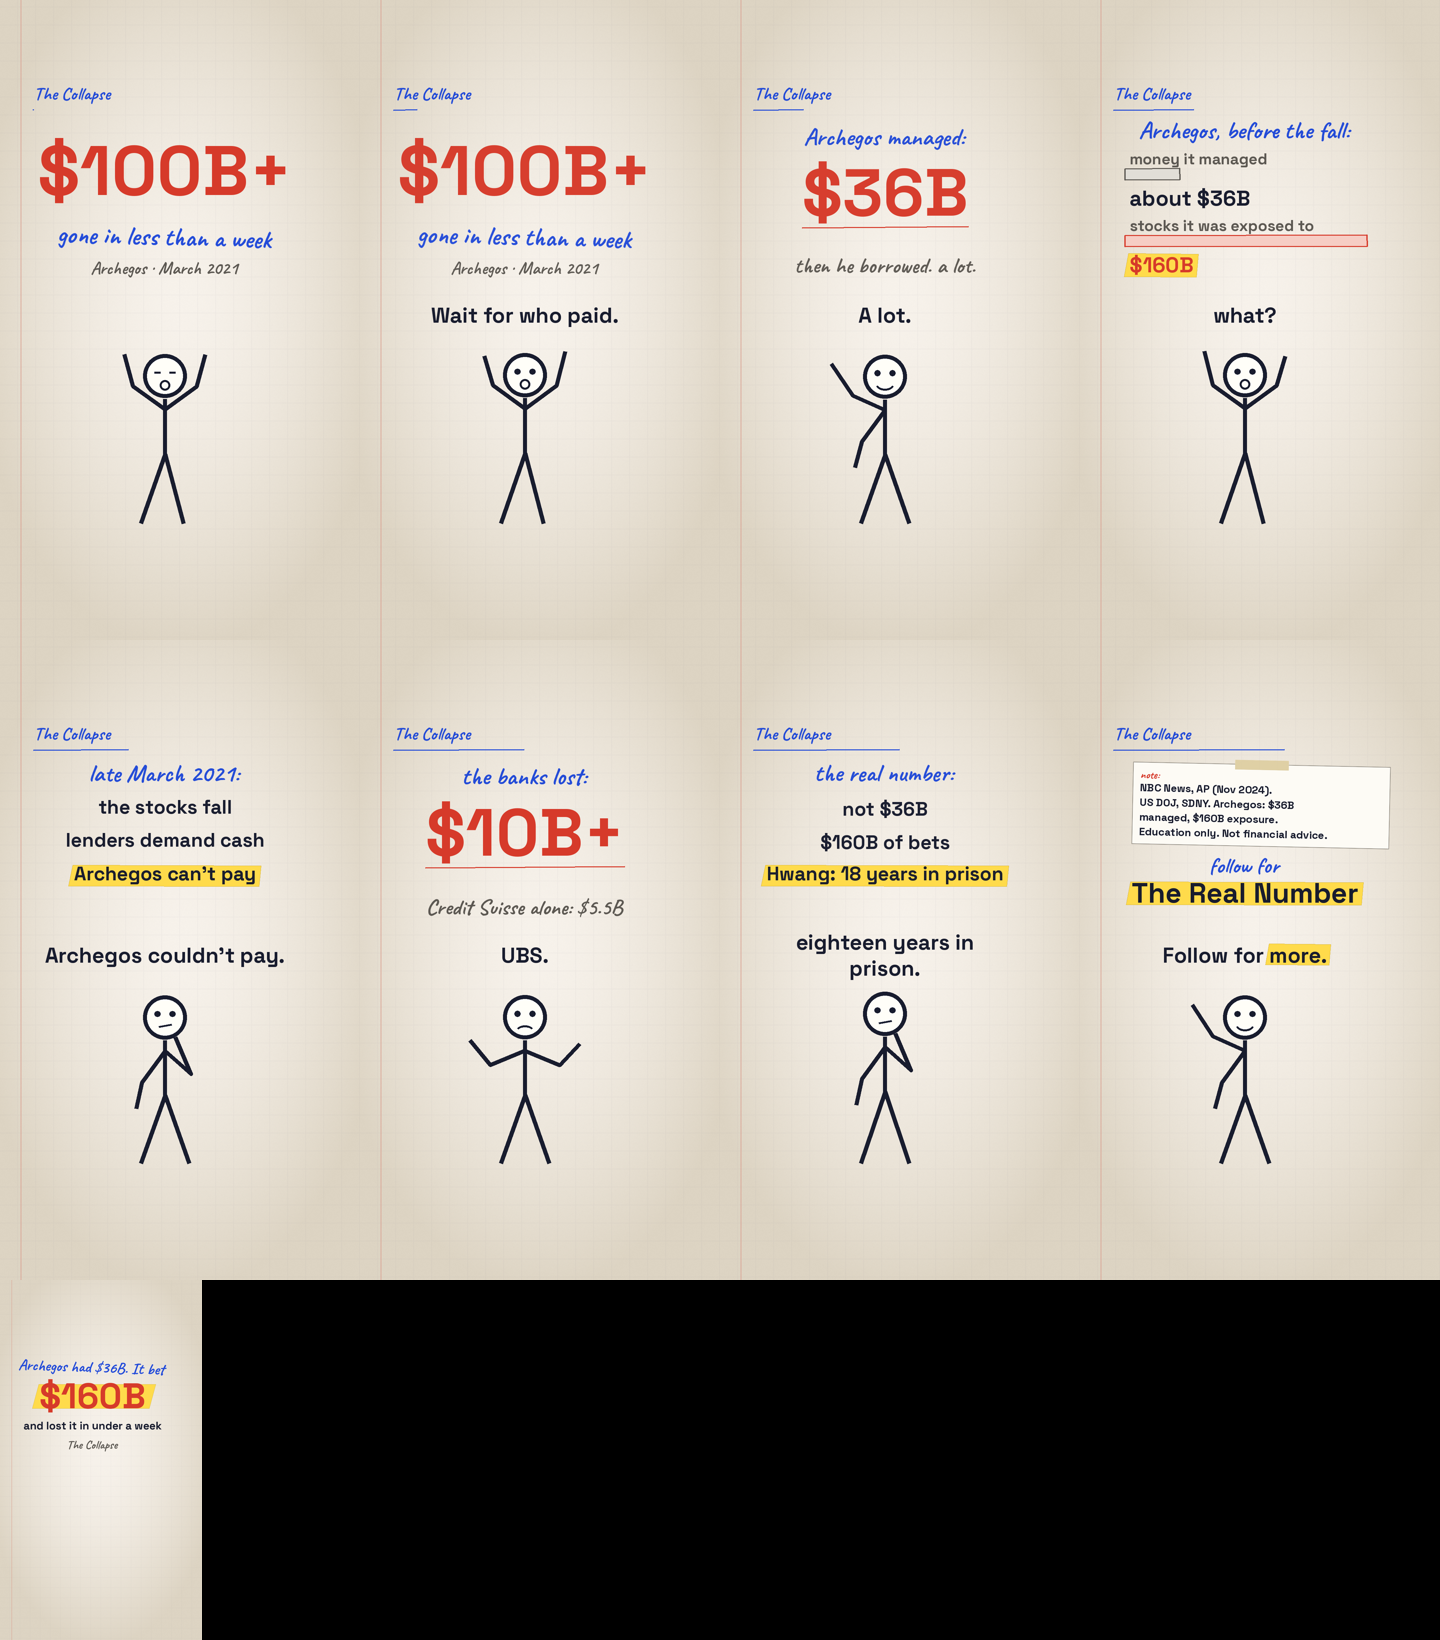 The Collapse
$100B+
gone in less than a week
Archegos · March 2021
The Collapse
$100B+
gone in less than a week
Archegos · March 2021
Wait for who paid.
The Collapse
Archegos managed:
$36B
then he borrowed. a lot.
A lot.
The Collapse
Archegos, before the fall:
money it managed
about $36B
stocks it was exposed to
$160B
what?
The Collapse
late March 2021:
the stocks fall
lenders demand cash
Archegos can't pay
Archegos couldn't pay.
The Collapse
the banks lost:
$10B+
Credit Suisse alone: $5.5B
UBS.
The Collapse
the real number:
not $36B
$160B of bets
Hwang: 18 years in prison
eighteen years in
prison.
The Collapse
note:
NBC News, AP (Nov 2024).
US DOJ, SDNY. Archegos: $36B
managed, $160B exposure.
Education only. Not financial advice.
follow for
The Real Number
Follow for more.
Archegos had $36B. It bet
$160B
and lost it in under a week
The Collapse